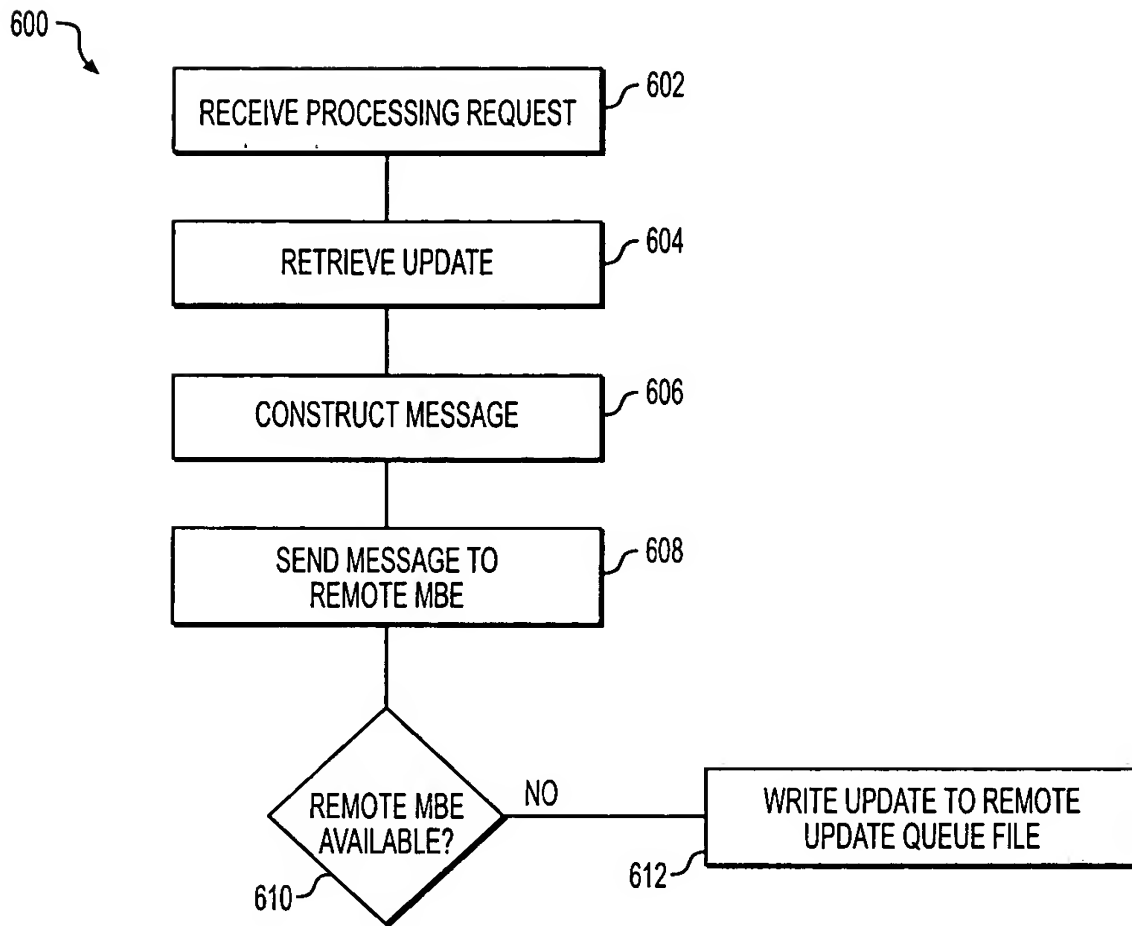 600
RECEIVE PROCESSING REQUEST
602
RETRIEVE UPDATE
604
CONSTRUCT MESSAGE
606
SEND MESSAGE TO
REMOTE MBE
608
REMOTE MBE
AVAILABLE?
610
NO
WRITE UPDATE TO REMOTE
UPDATE QUEUE FILE
612